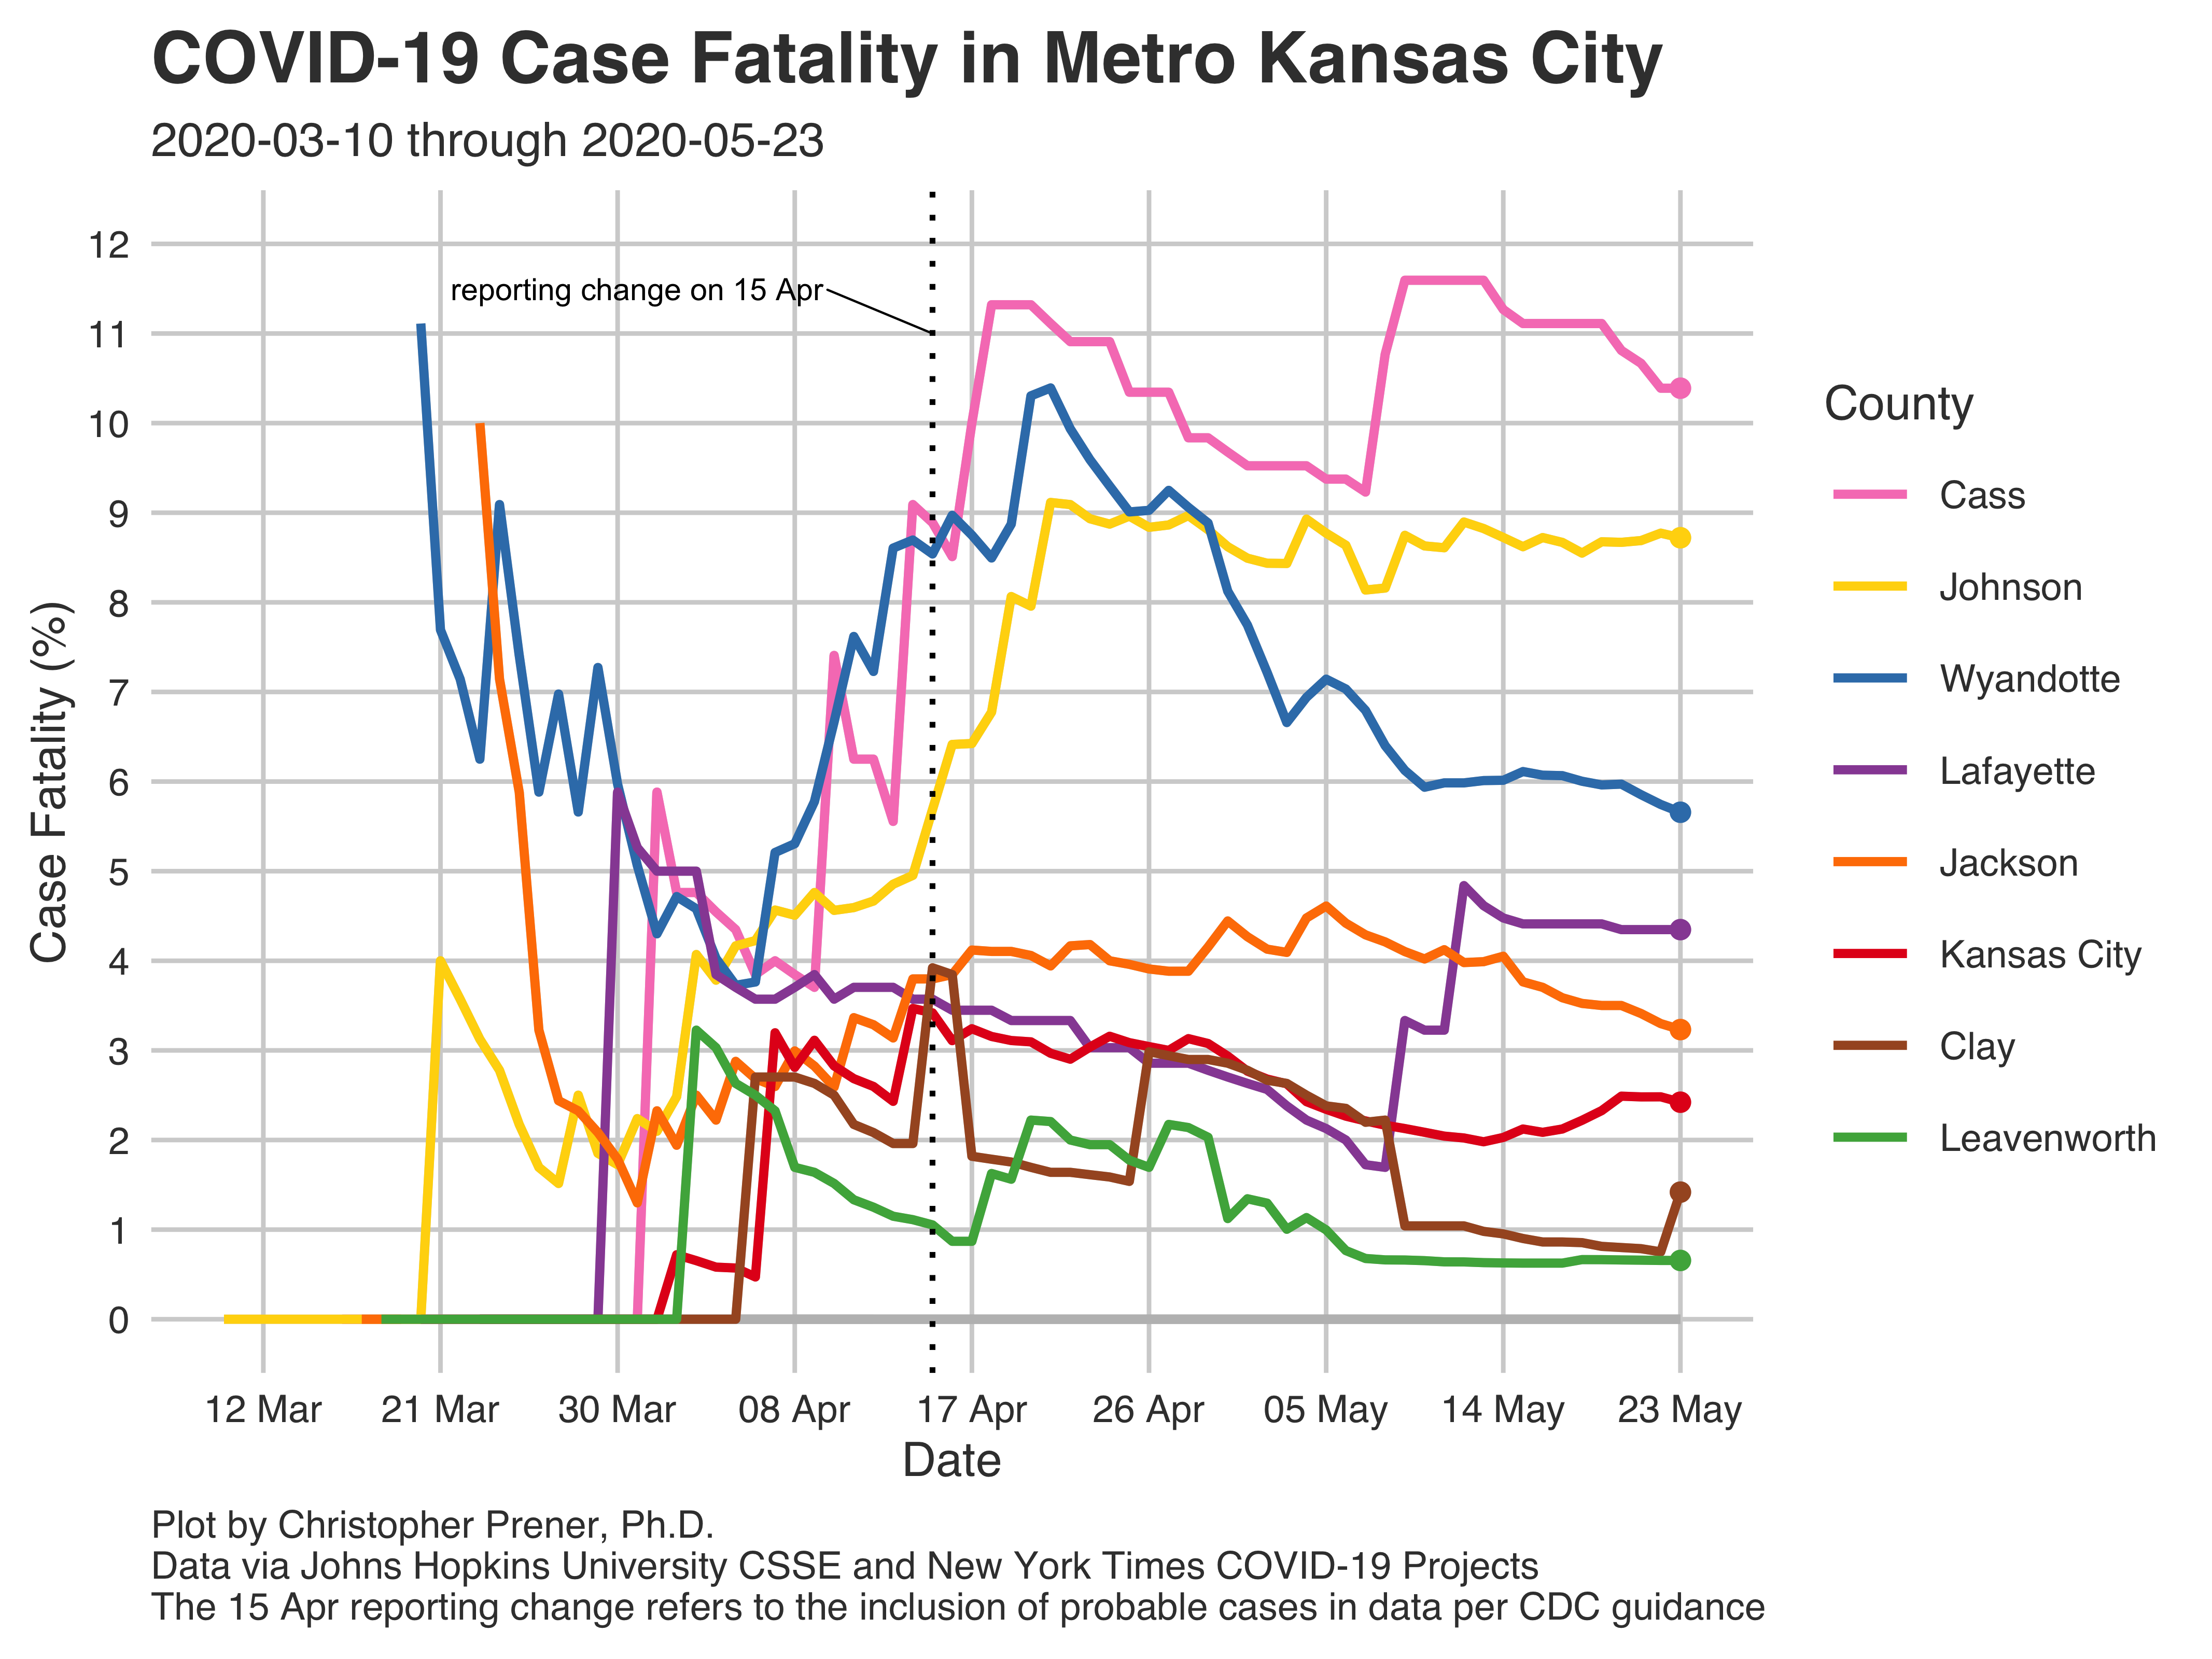 COVID-19 Case Fatality in Metro Kansas City
2020-03-10 through 2020-05-23
Case Fatality (%)
12
11
10
9
8
7
6
5
4
3
2
1
0
reporting change on 15 Apr
12 Mar 21 Mar 30 Mar 08 Apr 17 Apr 26 Apr 05 May 14 May 23 May
Date
County
Cass
Johnson
Wyandotte
Lafayette
Jackson
Kansas City
Clay
Leavenworth
Plot by Christopher Prener, Ph.D.
Data via Johns Hopkins University CSSE and New York Times COVID-19 Projects
The 15 Apr reporting change refers to the inclusion of probable cases in data per CDC guidance